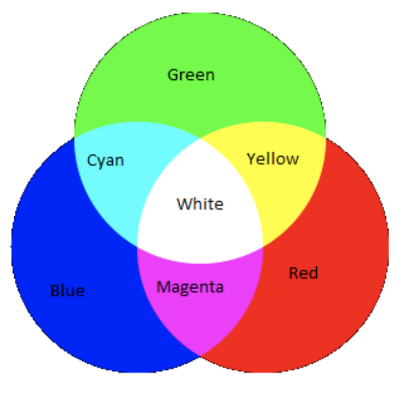 Green
Cyan
Yellow
White
Blue
Magenta
Red